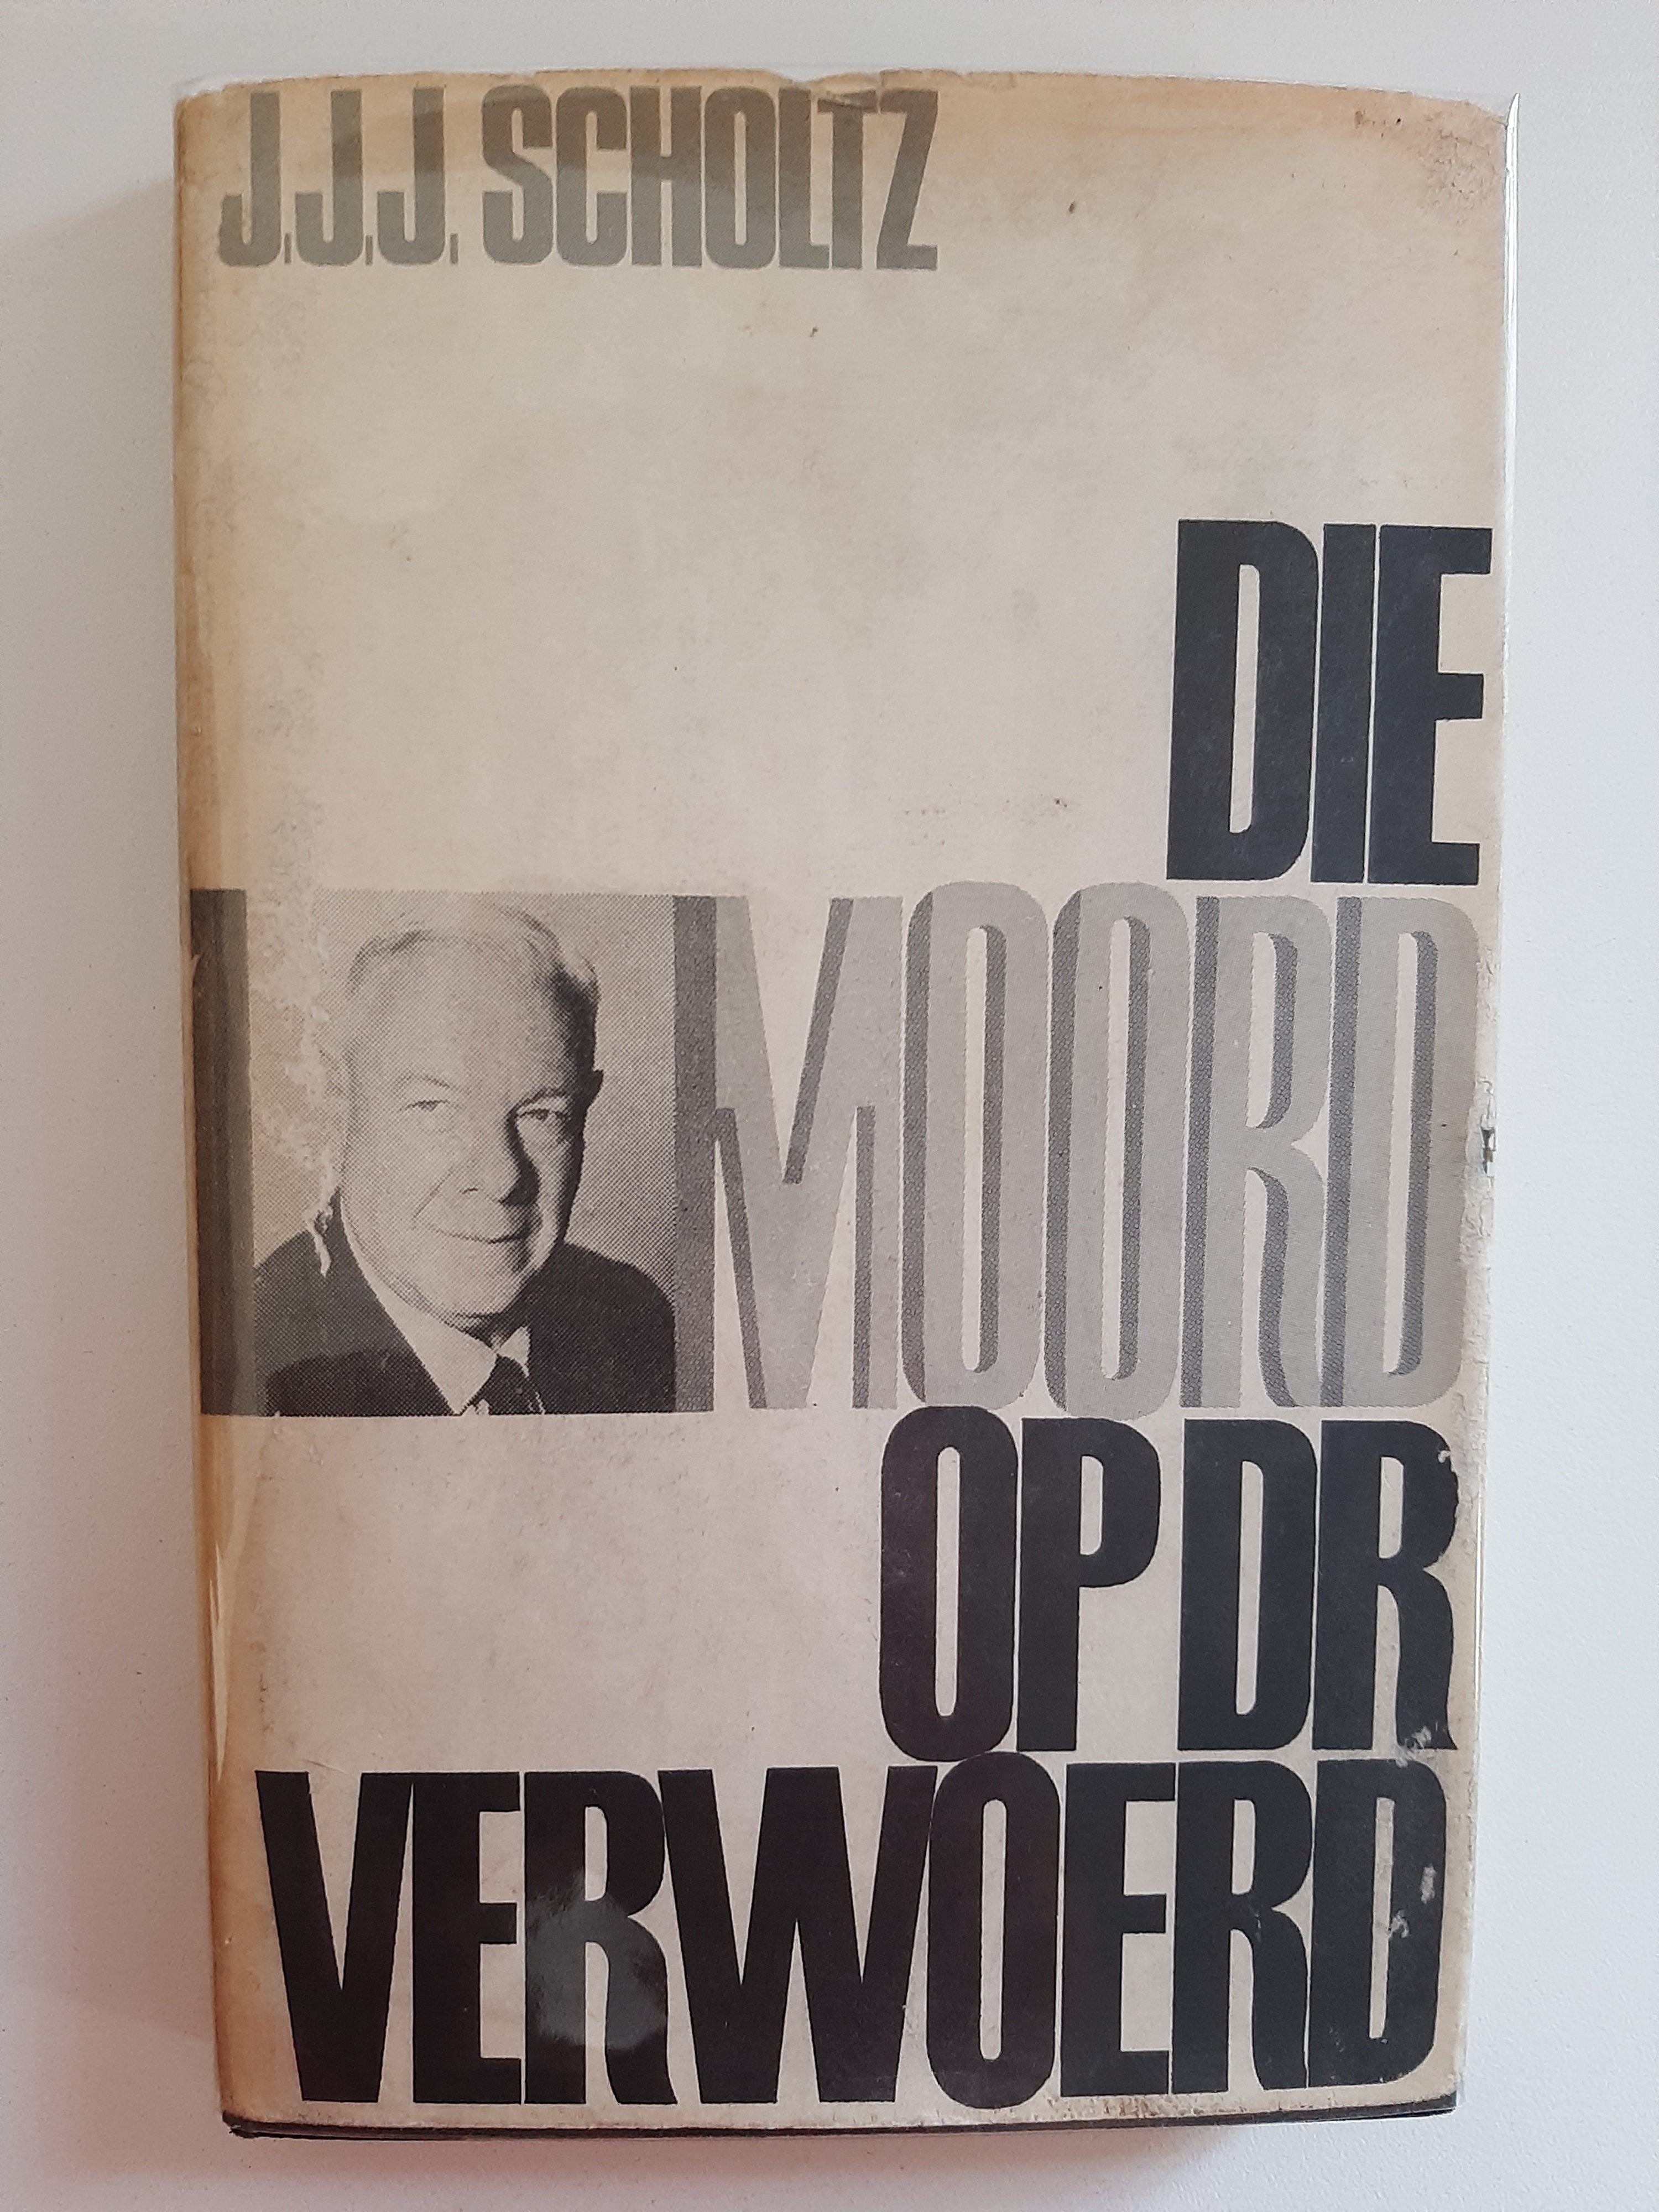 J.J.J. SCHOLTZ
DIE
MOORD
OP DR
VERWOERD